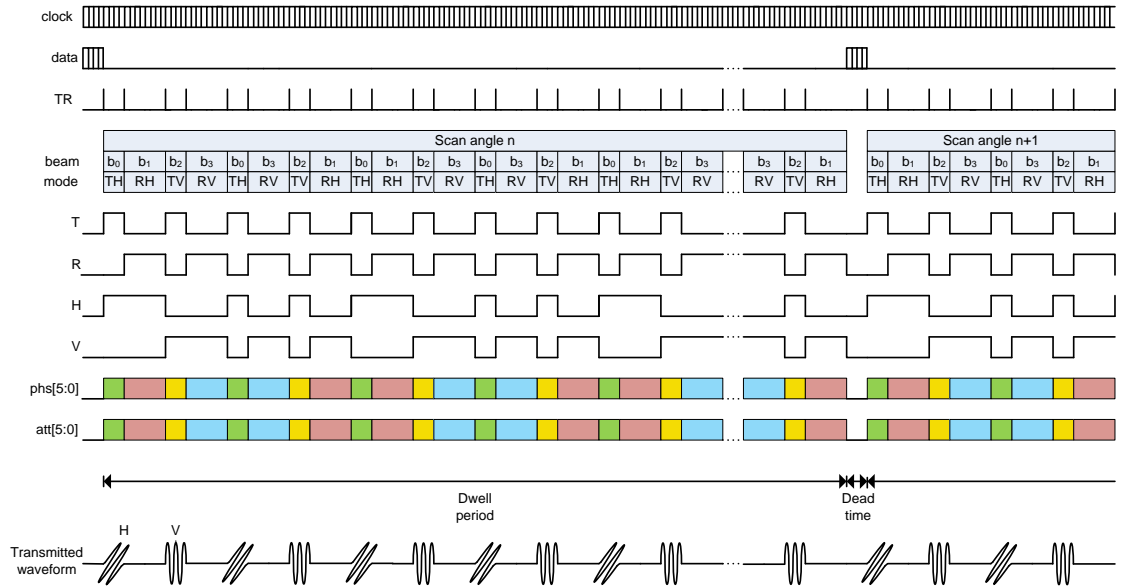 clock
data
TR
Scan angle n Scan angle n+1
beam b0 b1 b2 b3 b0 b3 b2 b1 b0 b1 b2 b3 b0 b3 b2 b1 b0 b1 b2 b3 b3 b2 b1 b0 b1 b2 b3 b0 b3 b2 b1
mode TH RH TV RV TH RV TV RH TH RH TV RV TH RV TV RH TH RH TV RV RV TV RH TH RH TV RV TH RV TV RH
T
R
H
V
phs[5:0]
att[5:0]
Dwell period
Dead time
H V
Transmitted waveform